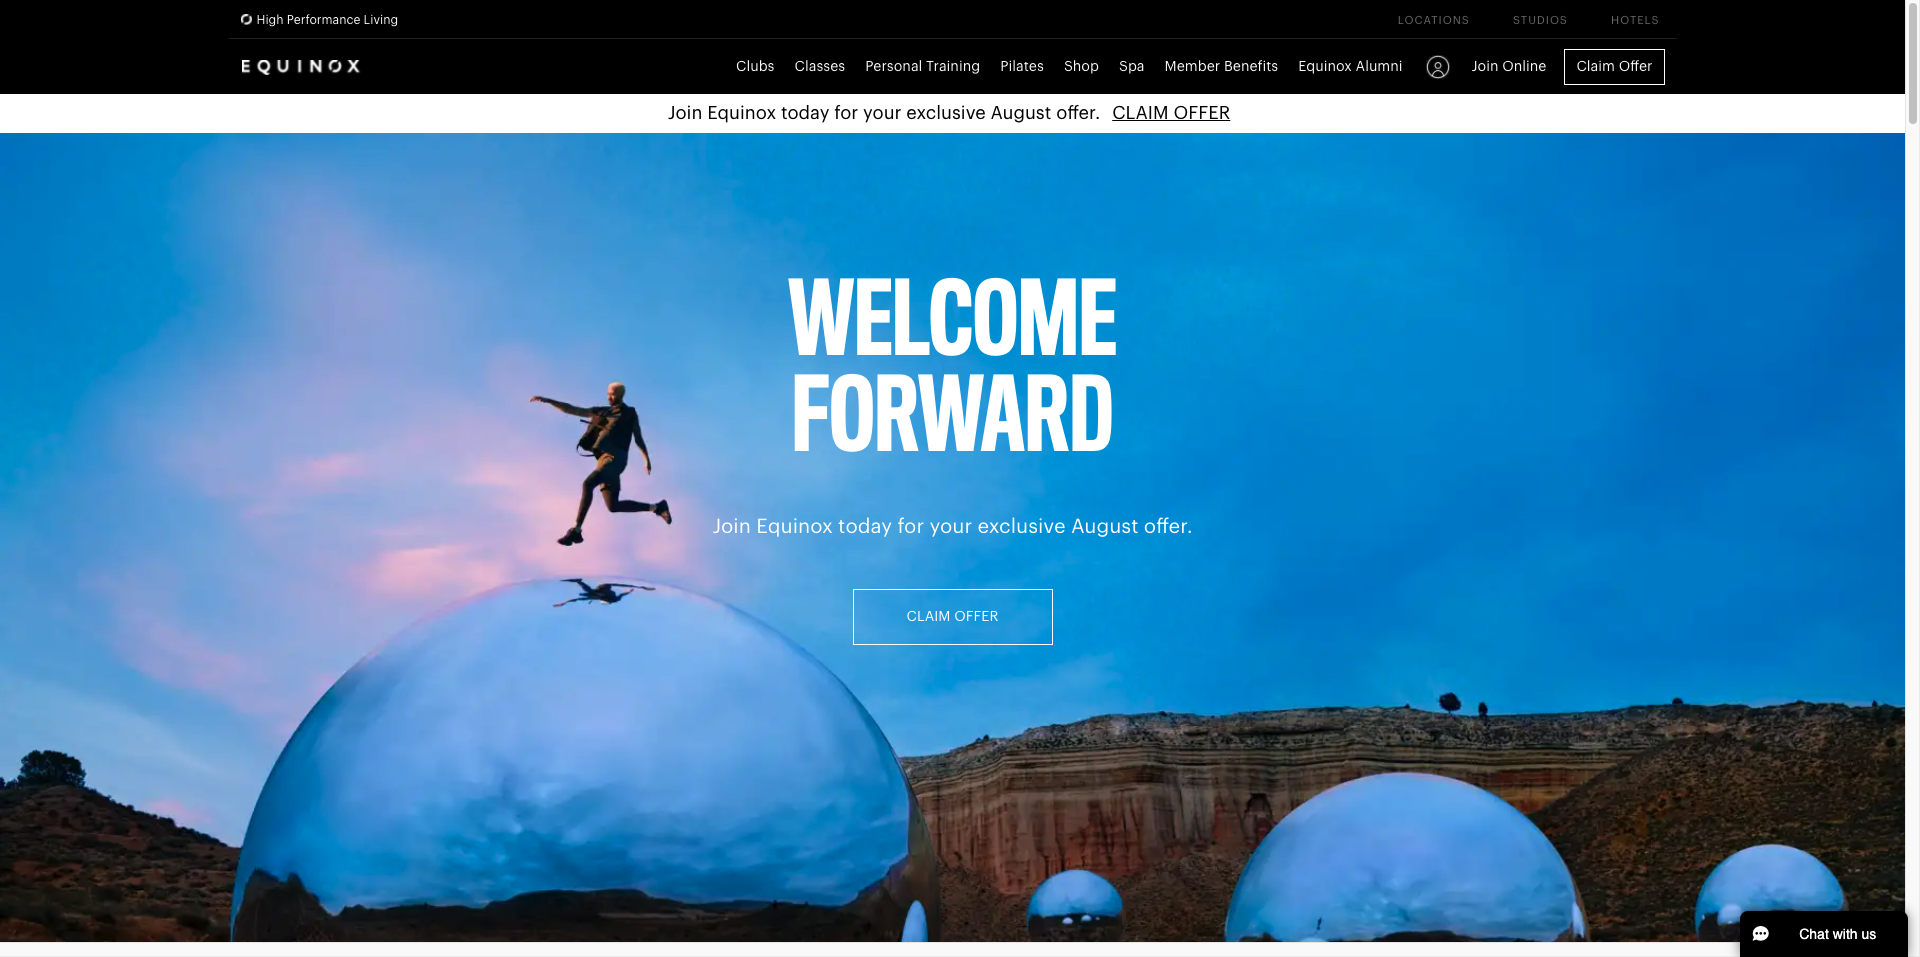 High Performance Living
LOCATIONS STUDIOS HOTELS
EQUINOX
Clubs Classes Personal Training Pilates Shop Spa Member Benefits Equinox Alumni Join Online Claim Offer
Join Equinox today for your exclusive August offer. CLAIM OFFER
WELCOME
FORWARD
Join Equinox today for your exclusive August offer.
CLAIM OFFER
Chat with us